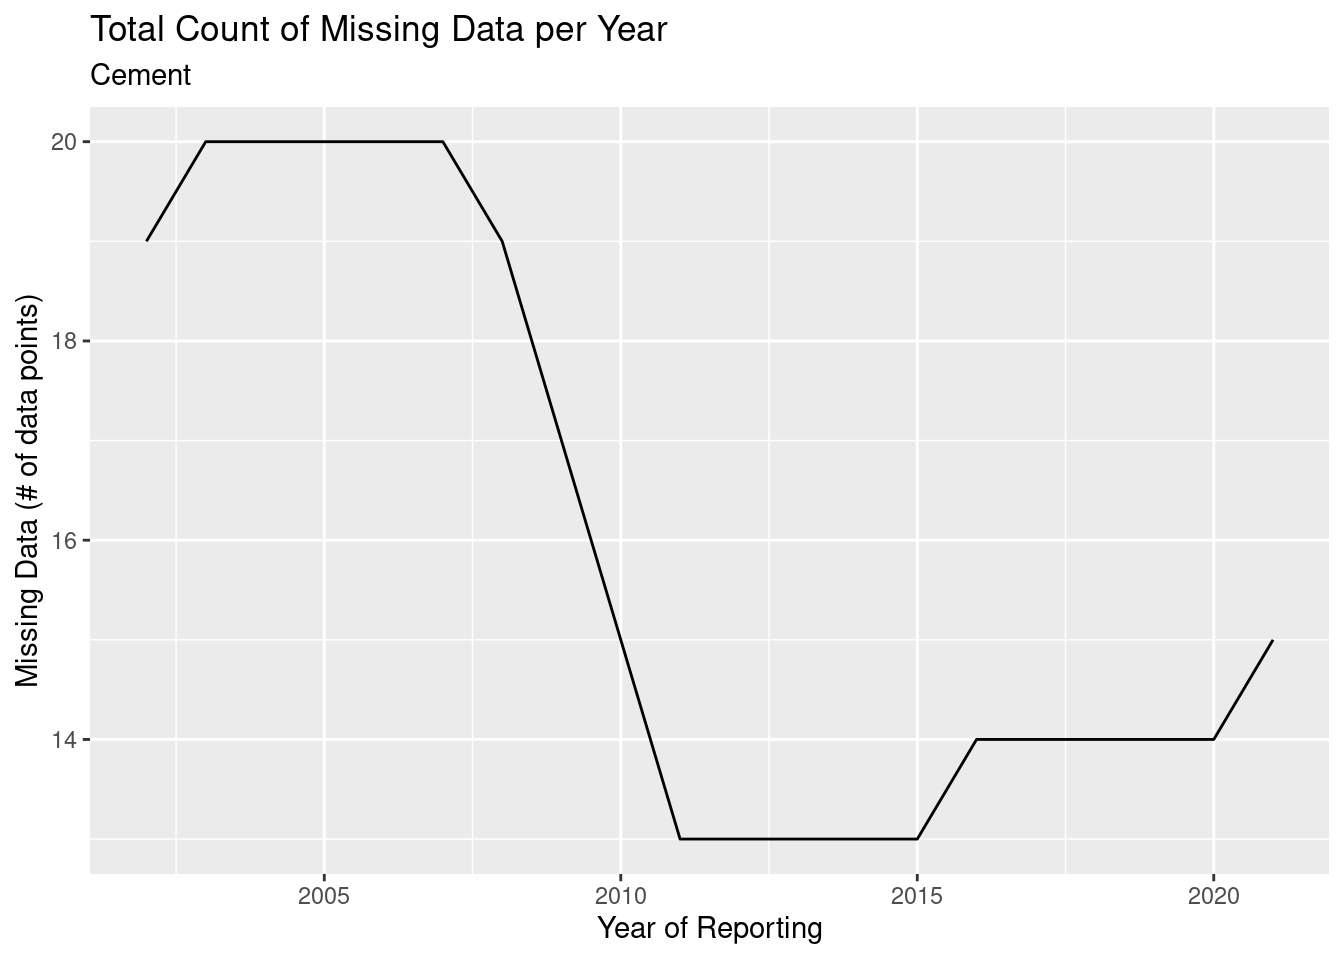 Total Count of Missing Data per Year
Cement
Missing Data (# of data points)
20
18
16
14
2005
2010
2015
2020
Year of Reporting